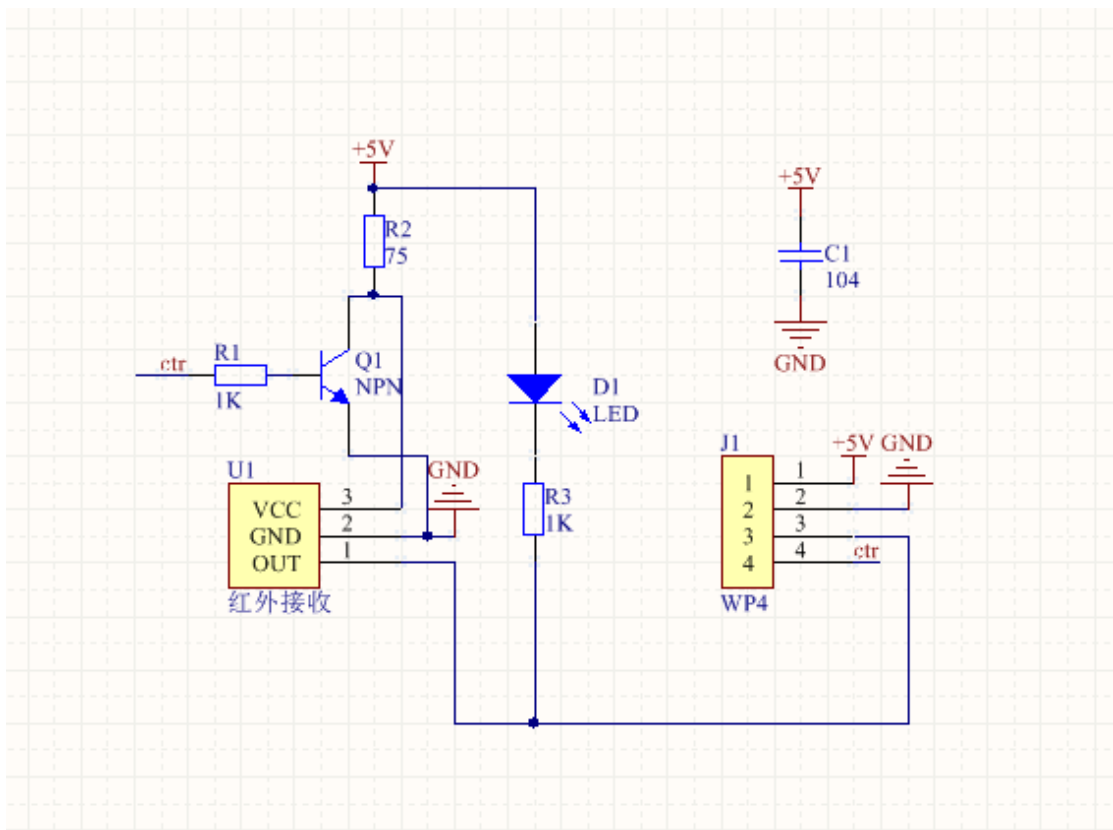 +5V
R2
75
+5V
C1
104
GND
ctr
R1
1K
Q1
NPN
D1
LED
U1
VCC 3
GND 2
OUT 1
红外接收
GND
R3
1K
J1
1 1
2 2
3 3
4 4
WP4
+5V
GND
ctr